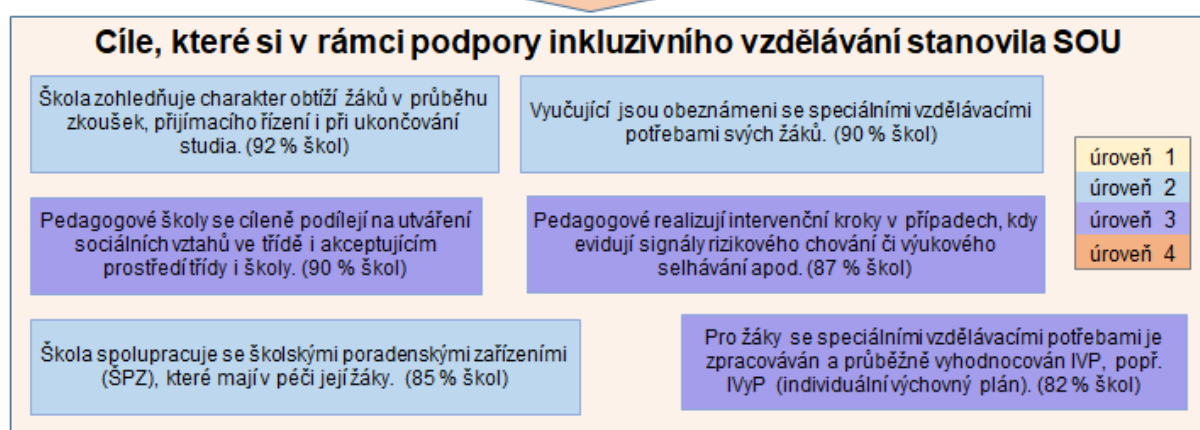 Cíle, které si v rámci podpory inkluzivního vzdělávání stanovila SOU
Škola zohledňuje charakter obtíží žáků v průběhu
zkoušek, přijímacího řízení i při ukončování
studia. (92 % škol)
Vyučující jsou obeznámeni se speciálními vzdělávacími
potřebami svých žáků. (90 % škol)
úroveň 1
úroveň 2
úroveň 3
úroveň 4
Pedagogové školy se cíleně podílejí na utváření
sociálních vztahů ve třídě i akceptujícím
prostředí třídy i školy. (90 % škol)
Pedagogové realizují intervenční kroky v případech, kdy
evidují signály rizikového chování či výukového
selhávání apod. (87 % škol)
Škola spolupracuje se školskými poradenskými zařízeními
(ŠPZ), které mají v péči její žáky. (85 % škol)
Pro žáky se speciálními vzdělávacími potřebami je
zpracováván a průběžně vyhodnocován IVP, popř.
IVyP (individuální výchovný plán). (82 % škol)